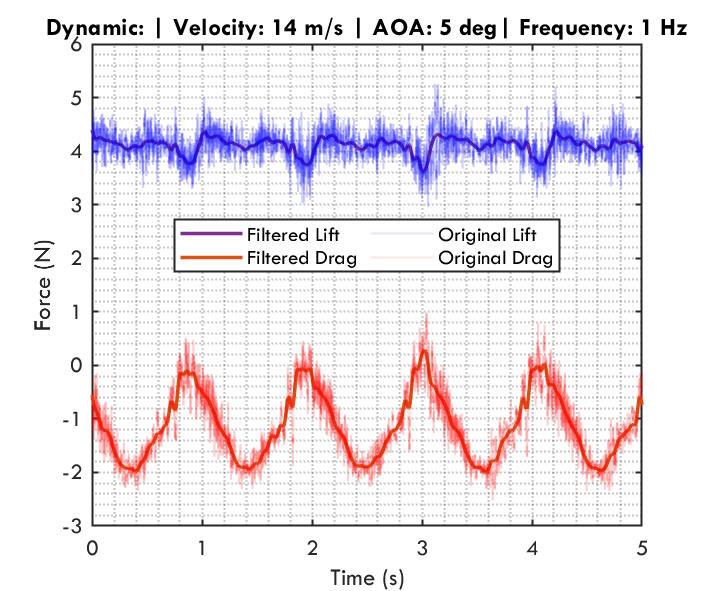 Dynamic: | Velocity: 14 m/s | AOA: 5 deg| Frequency: 1 Hz
6
5
4
3
2
1
0
-1
-2
-3
Force (N)
Filtered Lift
Original Lift
Filtered Drag
Original Drag
0 1 2 3 4 5
Time (s)